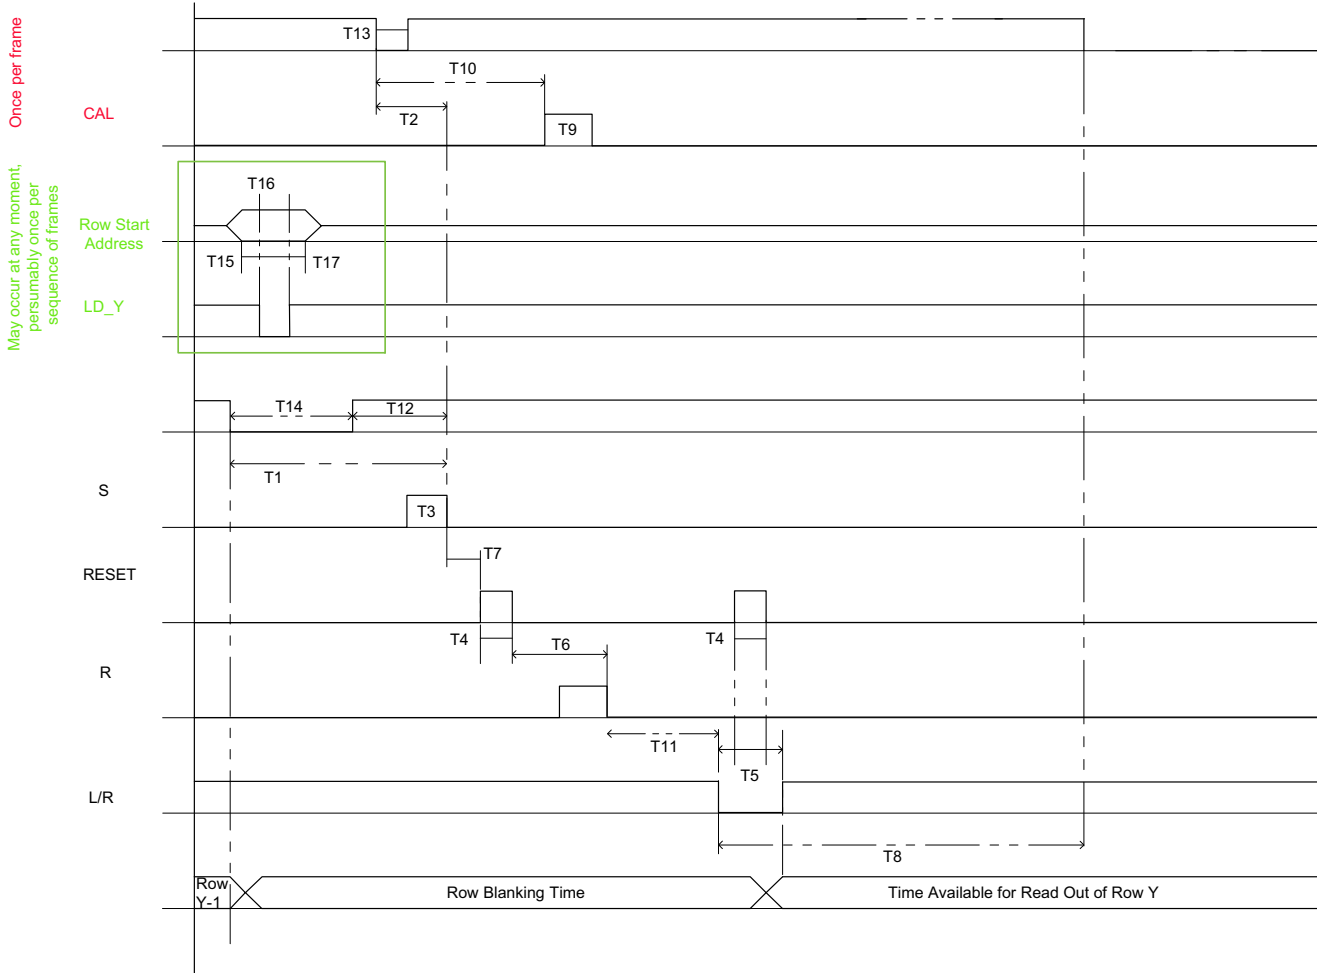 Once per frame
T13
T10
T2
CAL
T9
May occur at any moment,
persumably once per
sequence of frames
T16
Row Start
Address
T15
T17
LD_Y
T14
T12
T1
S
T3
T7
RESET
T4
T6
T4
R
T11
T5
L/R
T8
Row
Y-1
Row Blanking Time
Time Available for Read Out of Row Y